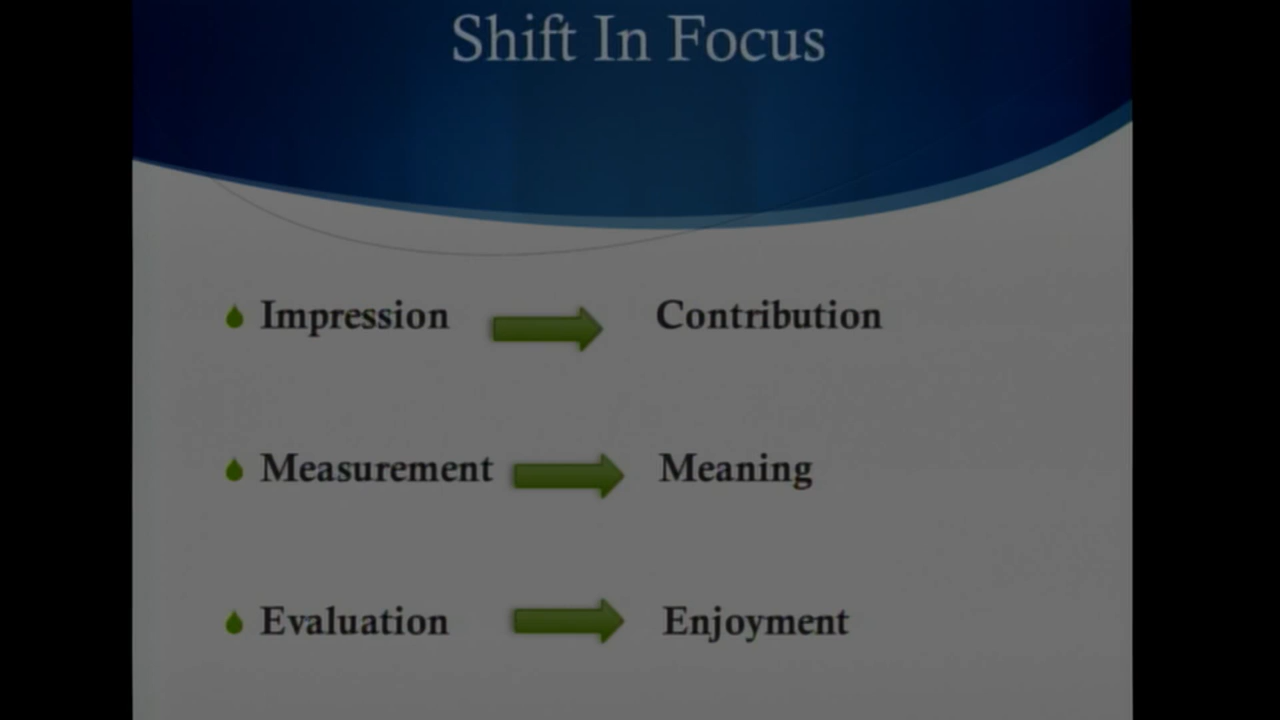 Shift In Focus
Impression Contribution
Measurement Meaning
Evaluation Enjoyment